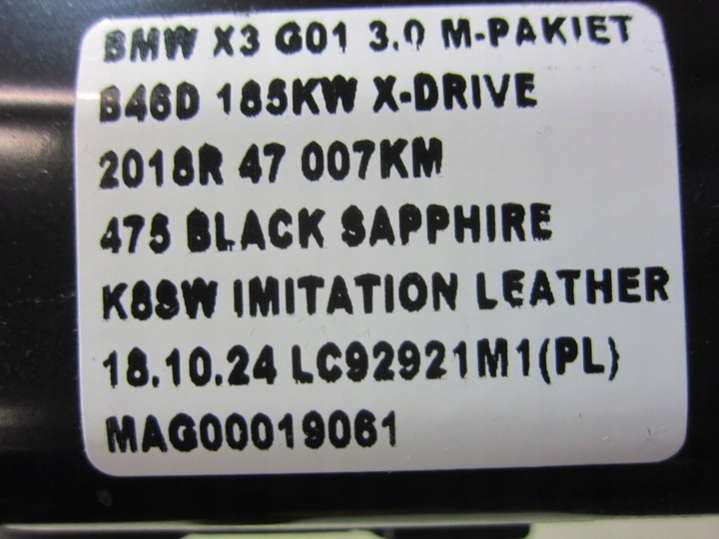 BMW X3 G01 3.0 M-PAKIET
B46D 185KW X-DRIVE
2018R 47 007KM
475 BLACK SAPPHIRE
K8SW IMITATION LEATHER
18.10.24 LC92921M1(PL)
MAG00019061